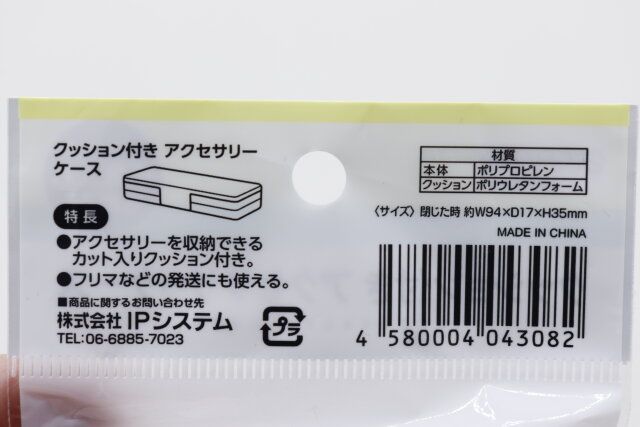 クッション付き アクセサリー
ケース
特長
●アクセサリーを収納できる
カット入りクッション付き。
●フリマなどの発送にも使える。
■商品に関するお問い合わせ先
株式会社 IPシステム
TEL:06-6885-7023
プラ
材質
本体 ポリプロピレン
クッション ポリウレタンフォーム
〈サイズ〉閉じた時 約W94×D17×H35mm
MADE IN CHINA
4 580004 043082